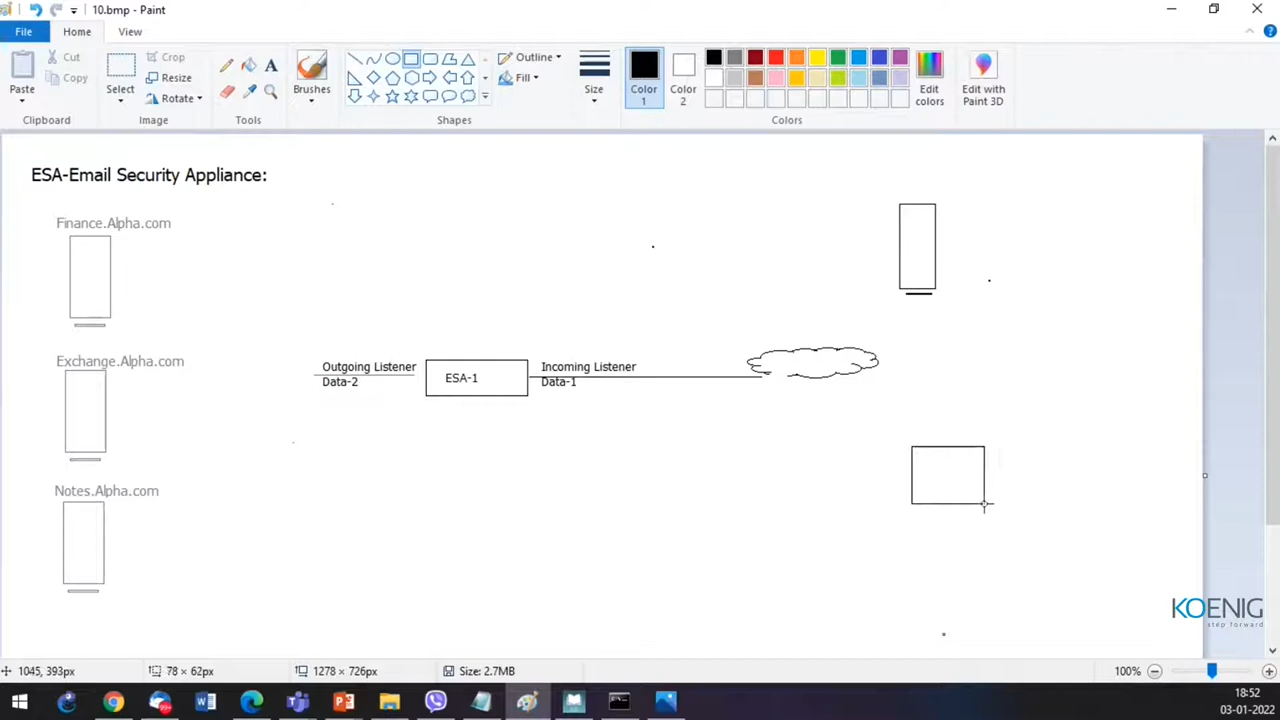 10.bmp - Paint
File
Home
View
Paste
Cut
Copy
Clipboard
Select
Crop
Resize
Rotate
Image
A
Tools
Brushes
Outline
Fill
Shapes
Size
Color 1
Color 2
Edit colors
Edit with Paint 3D
Colors
ESA-Email Security Appliance:
Finance.Alpha.com
Exchange.Alpha.com
Outgoing Listener
Data-2
ESA-1
Incoming Listener
Data-1
Notes.Alpha.com
KOENIG
step forward
1045, 393px
78 × 62px
1278 × 726px
Size: 2.7MB
100%
99+
18:52
03-01-2022